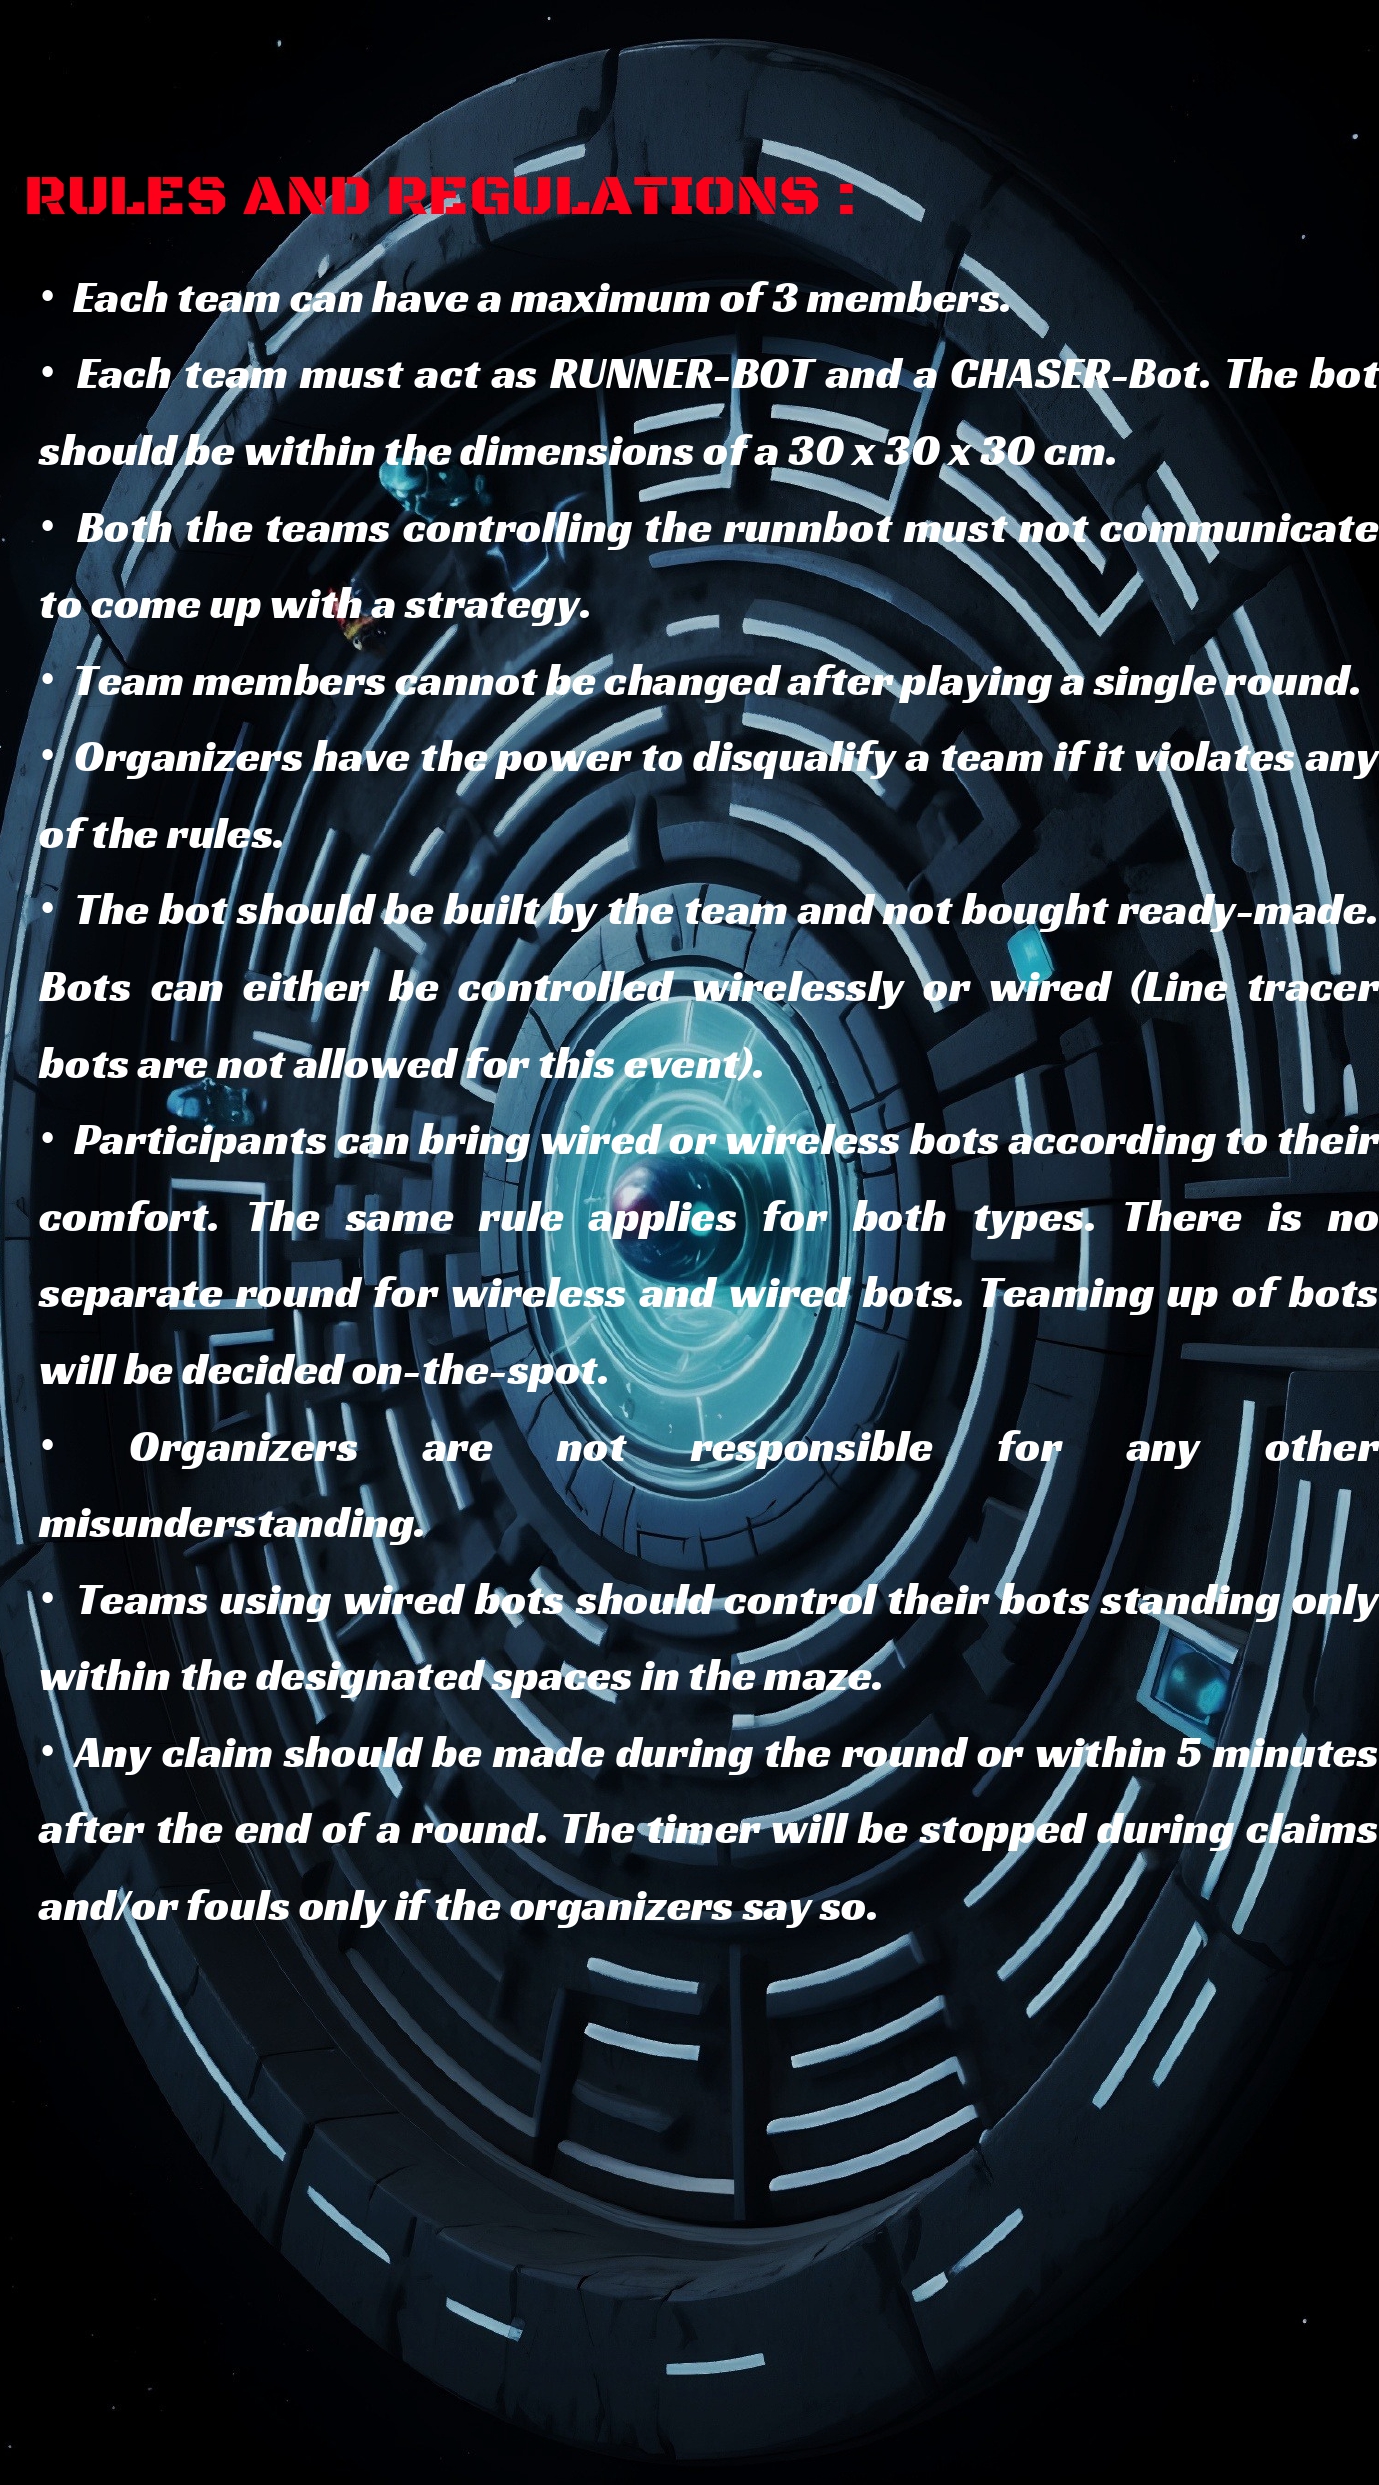 RULES AND REGULATIONS :
• Each team can have a maximum of 3 members.
• Each team must act as RUNNER-BOT and a CHASER-Bot. The bot
should be within the dimensions of a 30 x 30 x 30 cm.
• Both the teams controlling the runnbot must not communicate
to come up with a strategy.
• Team members cannot be changed after playing a single round.
• Organizers have the power to disqualify a team if it violates any
of the rules.
• The bot should be built by the team and not bought ready-made.
Bots can either be controlled wirelessly or wired (Line tracer
bots are not allowed for this event).
• Participants can bring wired or wireless bots according to their
comfort. The same rule applies for both types. There is no
separate round for wireless and wired bots. Teaming up of bots
will be decided on-the-spot.
• Organizers are not responsible for any other
misunderstanding.
• Teams using wired bots should control their bots standing only
within the designated spaces in the maze.
• Any claim should be made during the round or within 5 minutes
after the end of a round. The timer will be stopped during claims
and/or fouls only if the organizers say so.